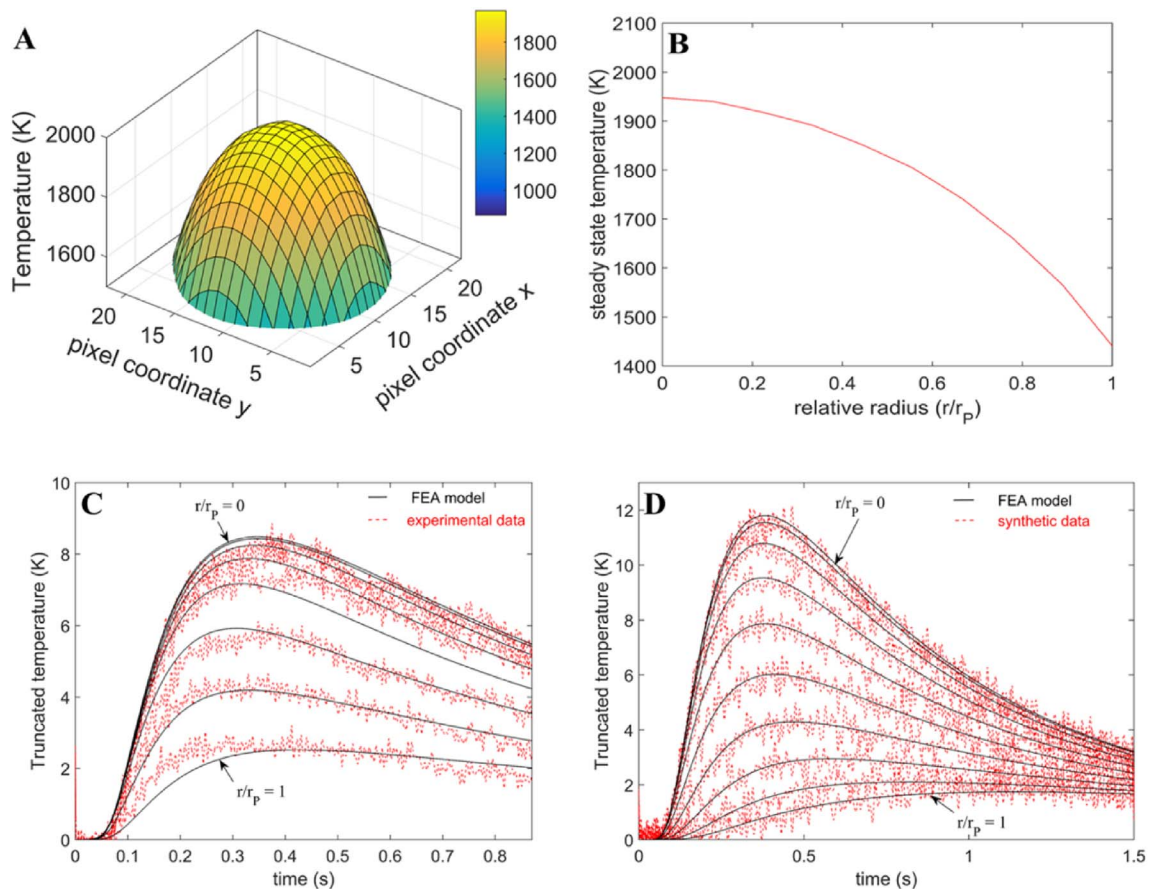 A
Temperature (K)
2000
1800
1600
20
15
10
5
pixel coordinate y
5
10
15
20
pixel coordinate x
1800
1600
1400
1200
1000
B
steady state temperature (K)
2100
2000
1900
1800
1700
1600
1500
1400
0
0.2
0.4
0.6
0.8
1
relative radius (r/rP)
C
Truncated temperature (K)
10
8
6
4
2
0
r/rP = 0
FEA model
experimental data
r/rP = 1
0
0.1
0.2
0.3
0.4
0.5
0.6
0.7
0.8
time (s)
D
Truncated temperature (K)
12
10
8
6
4
2
0
r/rP = 0
FEA model
synthetic data
r/rP = 1
0
0.5
1
1.5
time (s)